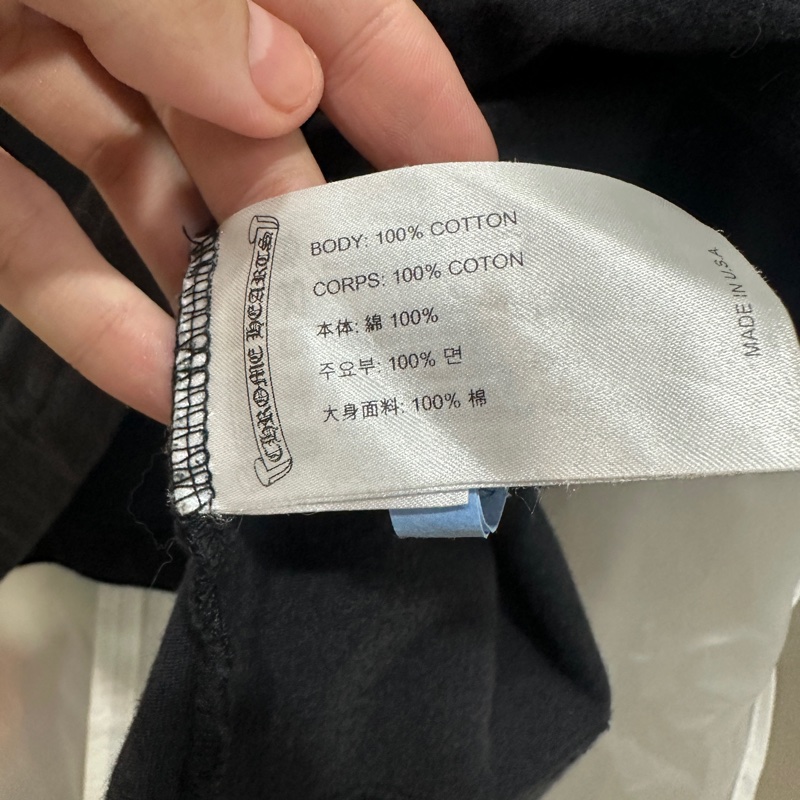 CHROME HEARTS
BODY: 100% COTTON
CORPS: 100% COTON
本体: 綿 100%
주요부: 100% 면
大身面料: 100% 棉
MADE IN U.S.A.